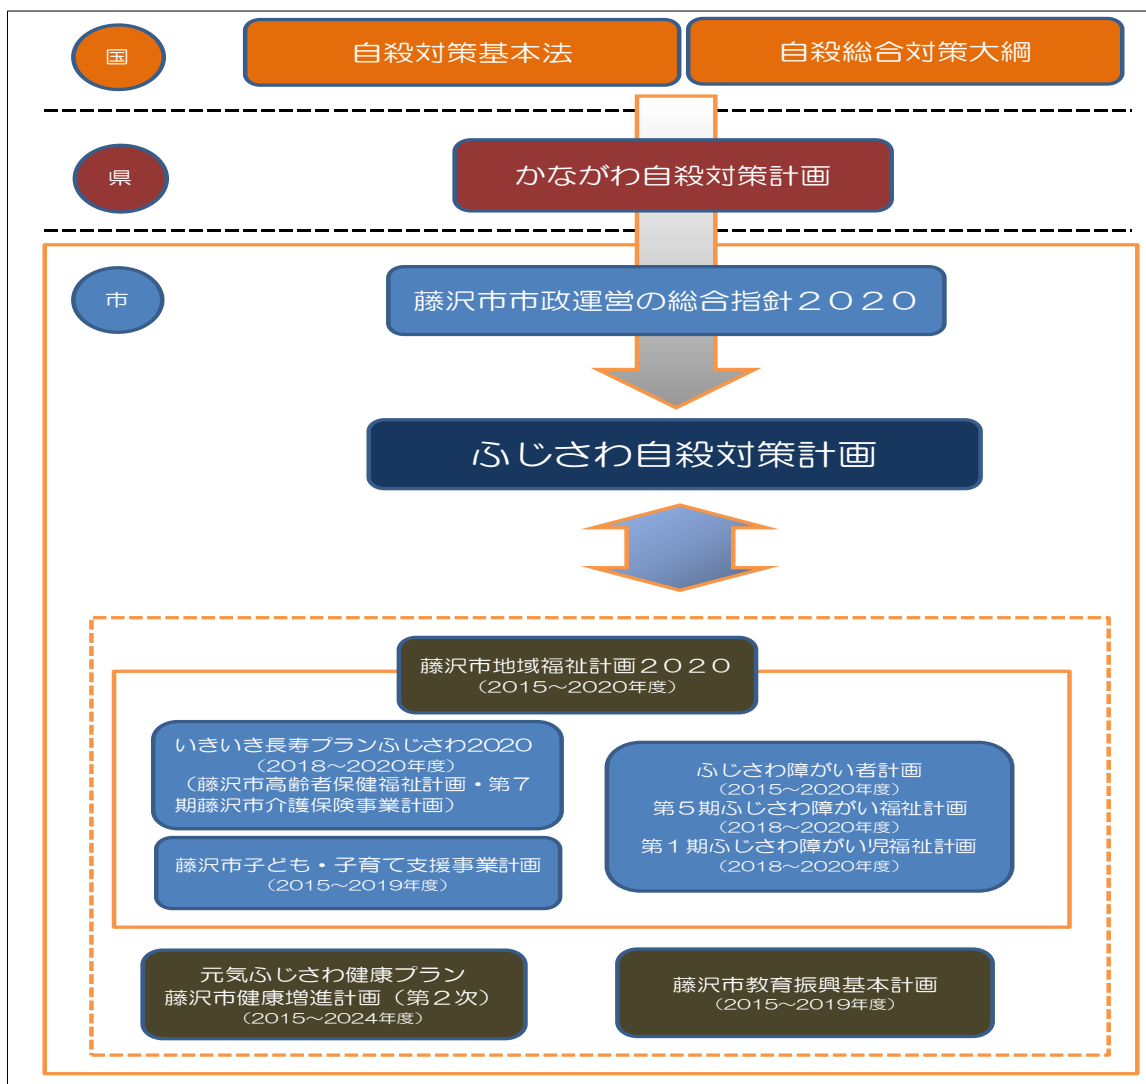 国
自殺対策基本法
自殺総合対策大綱
県
かながわ自殺対策計画
市
藤沢市市政運営の総合指針２０２０
ふじさわ自殺対策計画
藤沢市地域福祉計画２０２０
（2015～2020年度）
いきいき長寿プランふじさわ2020
（2018～2020年度）
（藤沢市高齢者保健福祉計画・第７
期藤沢市介護保険事業計画）
ふじさわ障がい者計画
（2015～2020年度）
第５期ふじさわ障がい福祉計画
（2018～2020年度）
第１期ふじさわ障がい児福祉計画
（2018～2020年度）
藤沢市子ども・子育て支援事業計画
（2015～2019年度）
元気ふじさわ健康プラン
藤沢市健康増進計画（第２次）
（2015～2024年度）
藤沢市教育振興基本計画
（2015～2019年度）